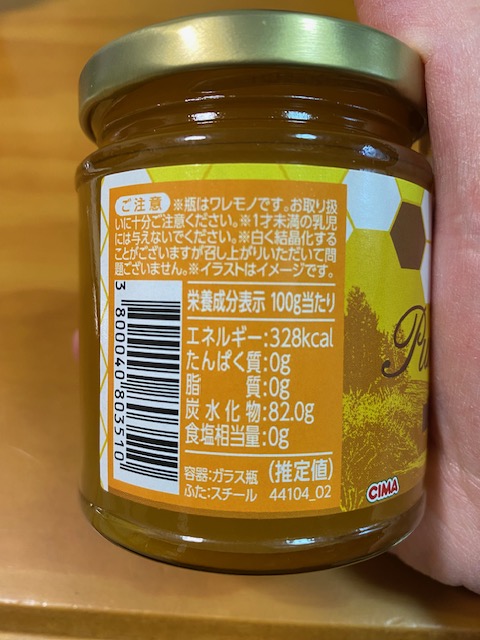 ご注意 ※瓶はワレモノです。お取り扱
いに十分ご注意ください。※1才未満の乳児
には与えないでください。※白く結晶化する
ことがございますが召し上がりいただいて問
題ございません。※イラストはイメージです。
栄養成分表示 100g当たり
エネルギー:328kcal
たんぱく質:0g
脂 質:0g
炭水化物:82.0g
食塩相当量:0g
(推定値)
容器:ガラス瓶
ふた:スチール 44104_02
3 800040 803510
CIMA